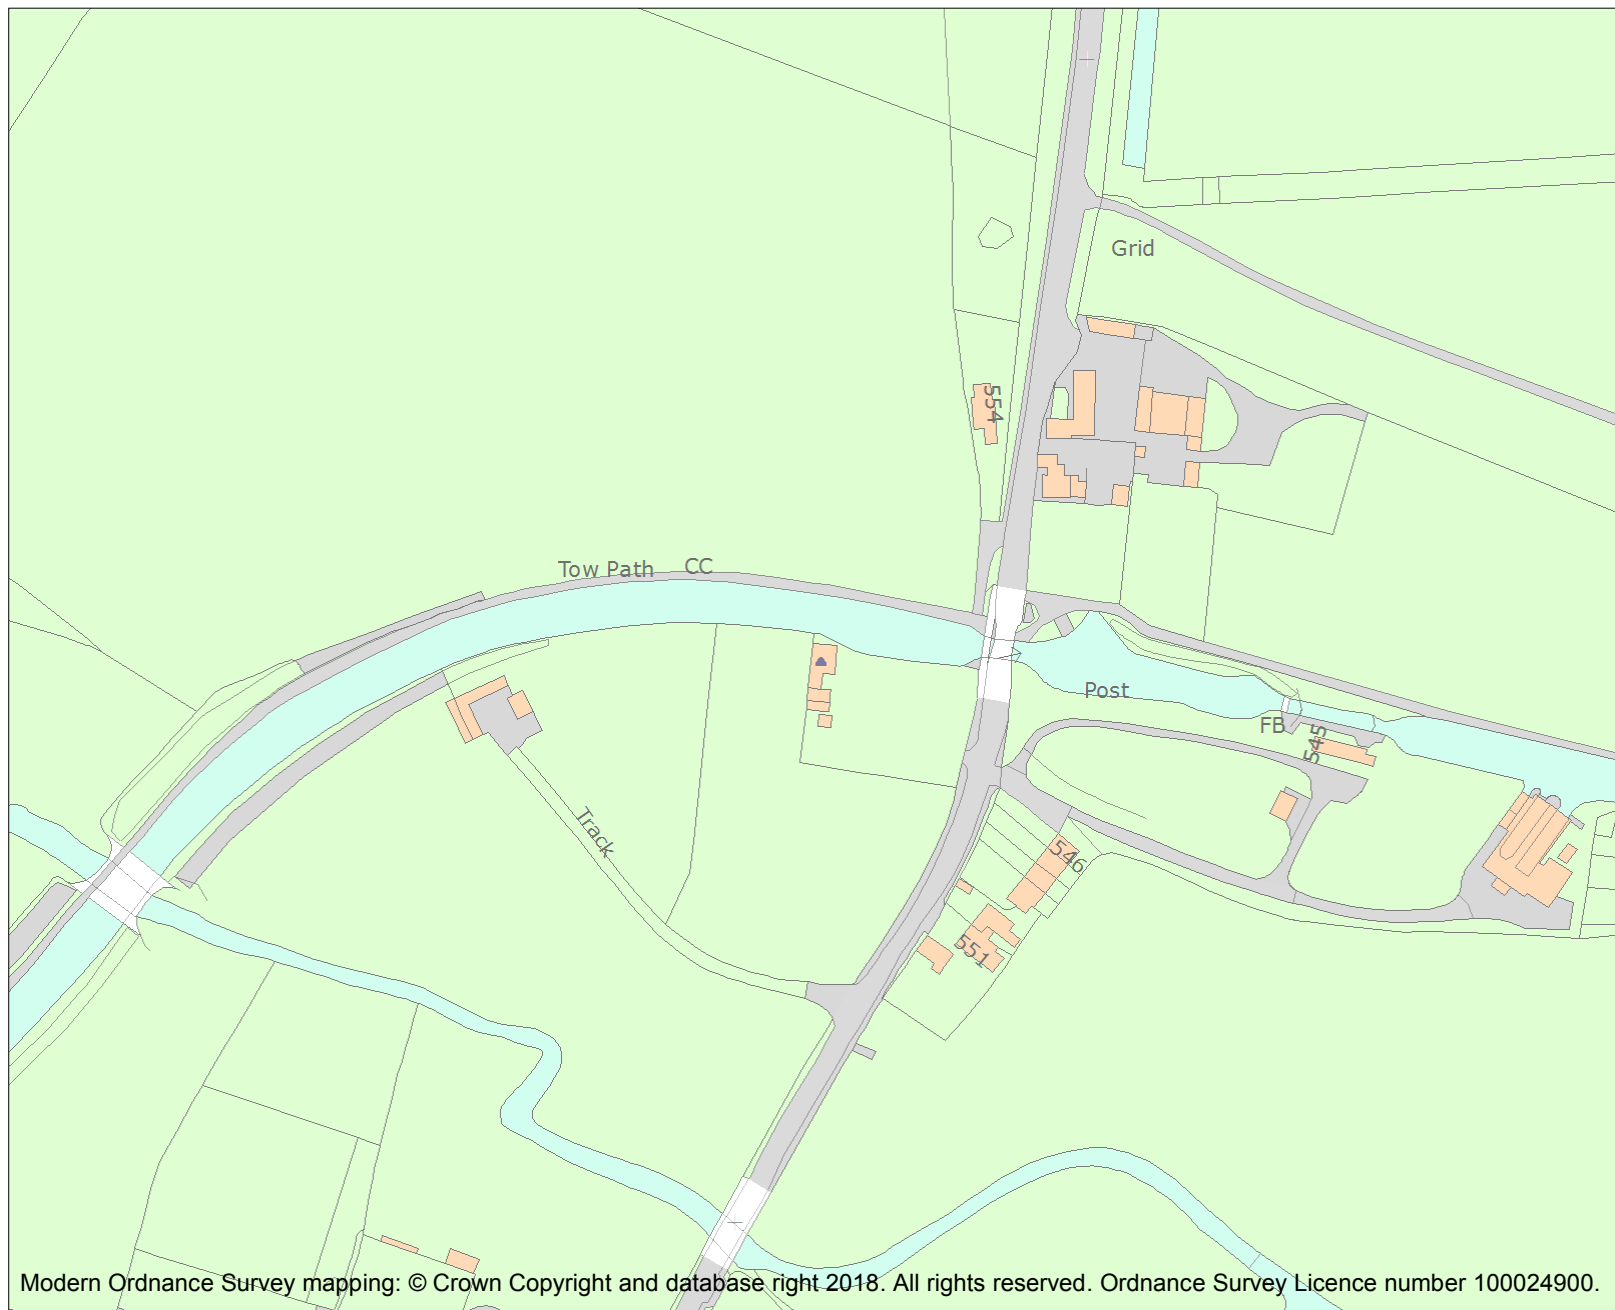 Grid
554
Tow Path CC
Post
FB
545
Track
546
551
Modern Ordnance Survey mapping: © Crown Copyright and database right 2018. All rights reserved. Ordnance Survey Licence number 100024900.